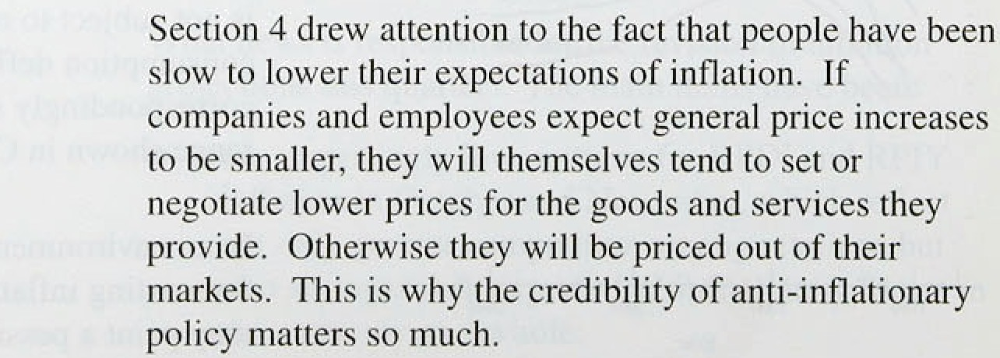 Section 4 drew attention to the fact that people have been
slow to lower their expectations of inflation.  If
companies and employees expect general price increases
to be smaller, they will themselves tend to set or
negotiate lower prices for the goods and services they
provide.  Otherwise they will be priced out of their
markets.  This is why the credibility of anti-inflationary
policy matters so much.